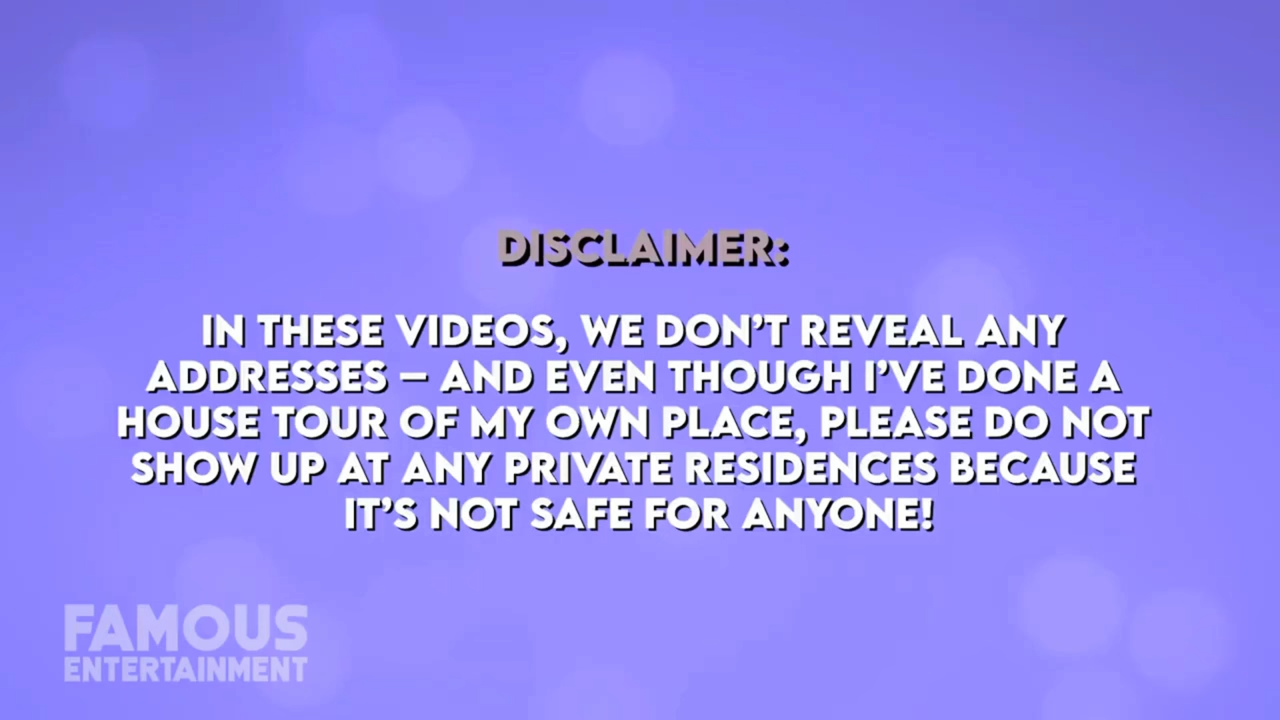 DISCLAIMER:
IN THESE VIDEOS, WE DON'T REVEAL ANY
ADDRESSES – AND EVEN THOUGH I'VE DONE A
HOUSE TOUR OF MY OWN PLACE, PLEASE DO NOT
SHOW UP AT ANY PRIVATE RESIDENCES BECAUSE
IT'S NOT SAFE FOR ANYONE!
FAMOUS
ENTERTAINMENT